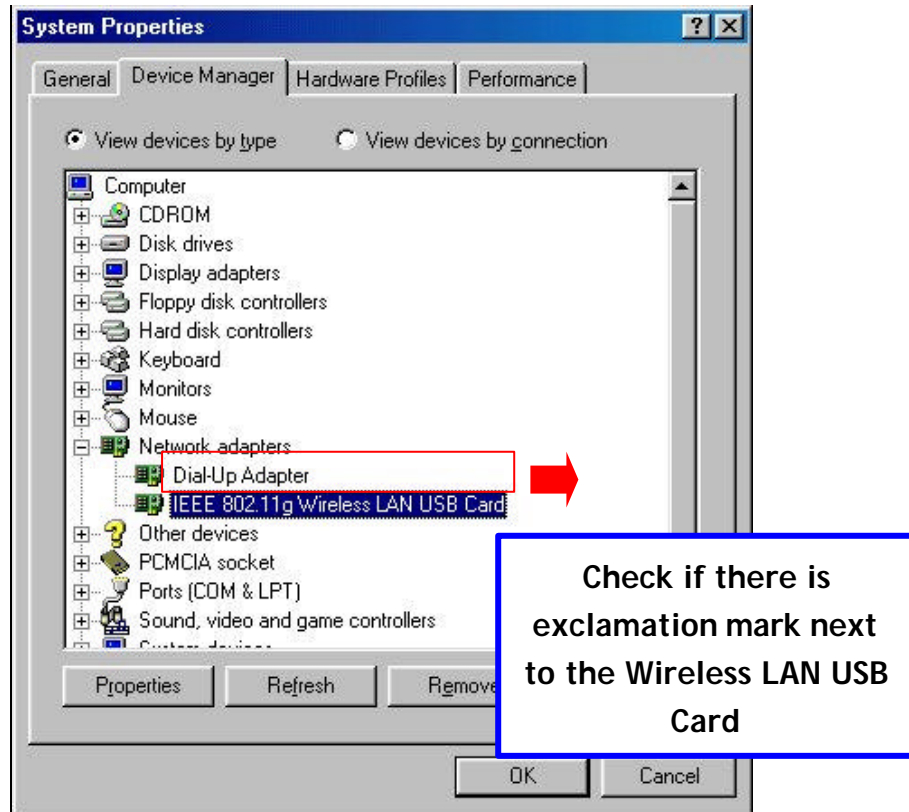 System Properties
General Device Manager Hardware Profiles Performance
View devices by type View devices by connection
Computer
CDROM
Disk drives
Display adapters
Floppy disk controllers
Hard disk controllers
Keyboard
Monitors
Mouse
Network adapters
Dial-Up Adapter
IEEE 802.11g Wireless LAN USB Card
Other devices
PCMCIA socket
Ports (COM & LPT)
Sound, video and game controllers
System devices
Check if there is
exclamation mark next
to the Wireless LAN USB
Card
Properties Refresh Remove
OK Cancel